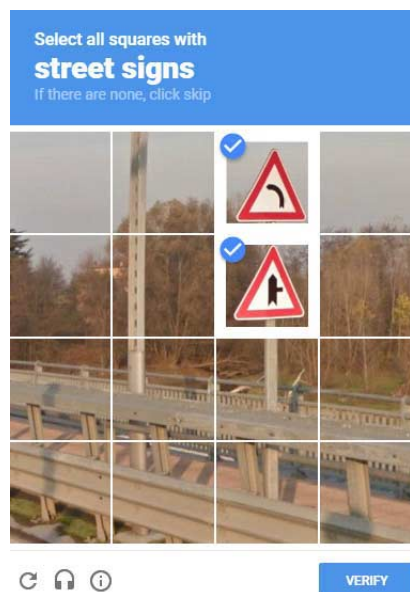 Select all squares with
street signs
If there are none, click skip
VERIFY